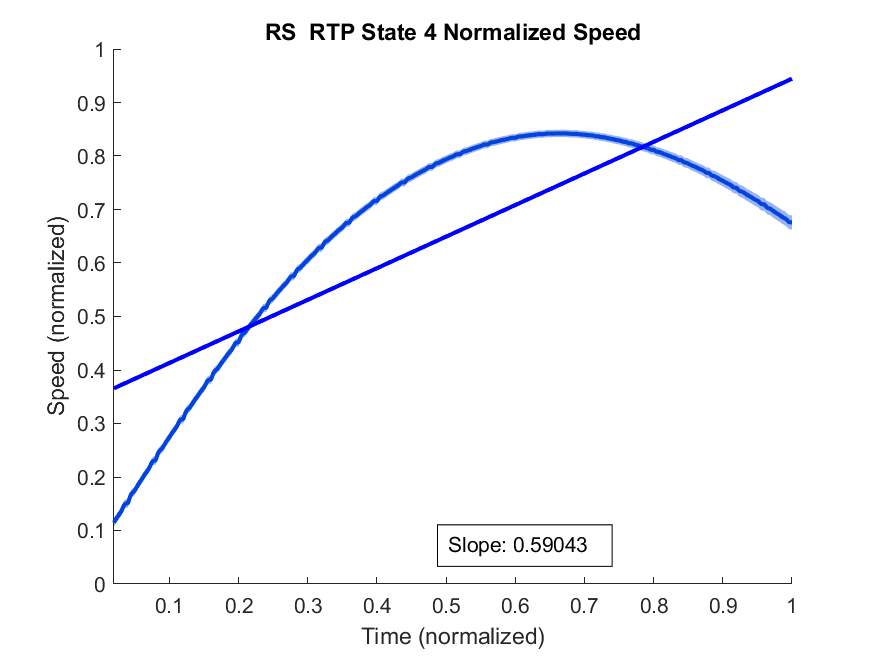 RS  RTP State 4 Normalized Speed
1
0.9
0.8
0.7
0.6
0.5
0.4
0.3
0.2
0.1
0
Speed (normalized)
Slope: 0.59043
0.1 0.2 0.3 0.4 0.5 0.6 0.7 0.8 0.9 1
Time (normalized)